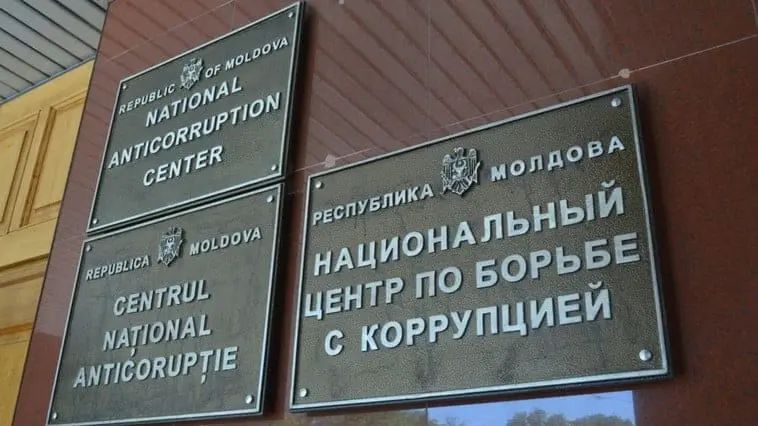 REPUBLIC OF MOLDOVA
NATIONAL
ANTICORRUPTION
CENTER
REPUBLICA MOLDOVA
CENTRUL
NAȚIONAL
ANTICORUPȚIE
РЕСПУБЛИКА МОЛДОВА
НАЦИОНАЛЬНЫЙ
ЦЕНТР ПО БОРЬБЕ
С КОРРУПЦИЕЙ